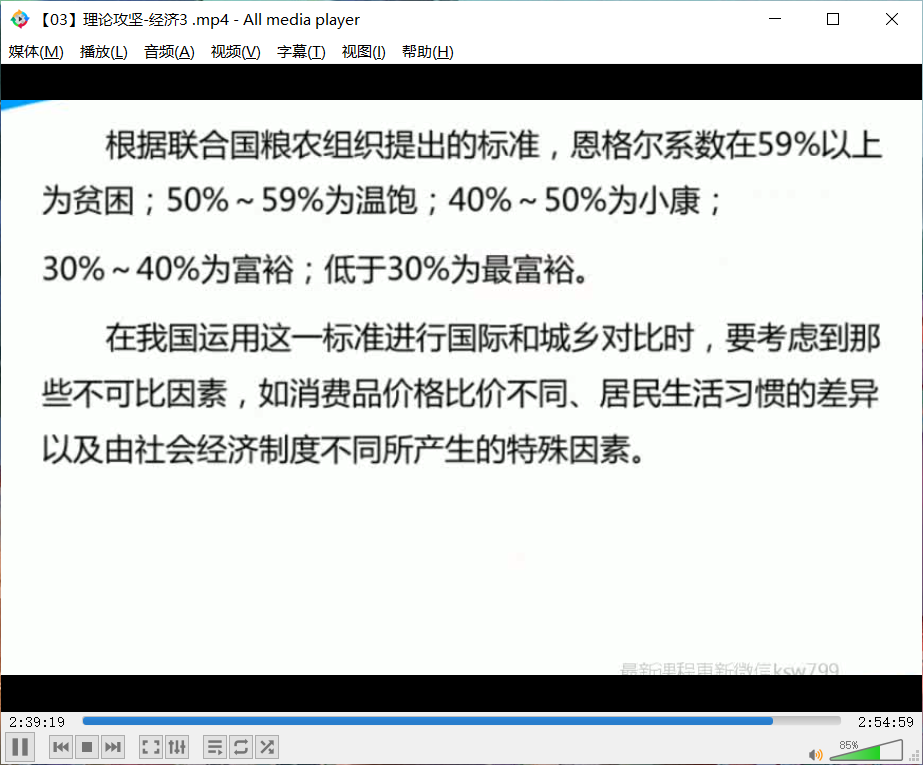 【03】理论攻坚-经济3 .mp4 - All media player
媒体(M) 播放(L) 音频(A) 视频(V) 字幕(T) 视图(I) 帮助(H)
根据联合国粮农组织提出的标准，恩格尔系数在59%以上
为贫困；50%～59%为温饱；40%～50%为小康；
30%～40%为富裕；低于30%为最富裕。
在我国运用这一标准进行国际和城乡对比时，要考虑到那
些不可比因素，如消费品价格比价不同、居民生活习惯的差异
以及由社会经济制度不同所产生的特殊因素。
最新课程更新微信ksw799
2:39:19 2:54:59
85%